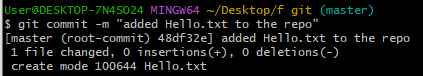 User@DESKTOP-7N4SO24 MINGW64 ~/Desktop/f git (master)
$ git commit -m "added Hello.txt to the repo"
[master (root-commit) 48df32e] added Hello.txt to the repo
1 file changed, 0 insertions(+), 0 deletions(-)
create mode 100644 Hello.txt